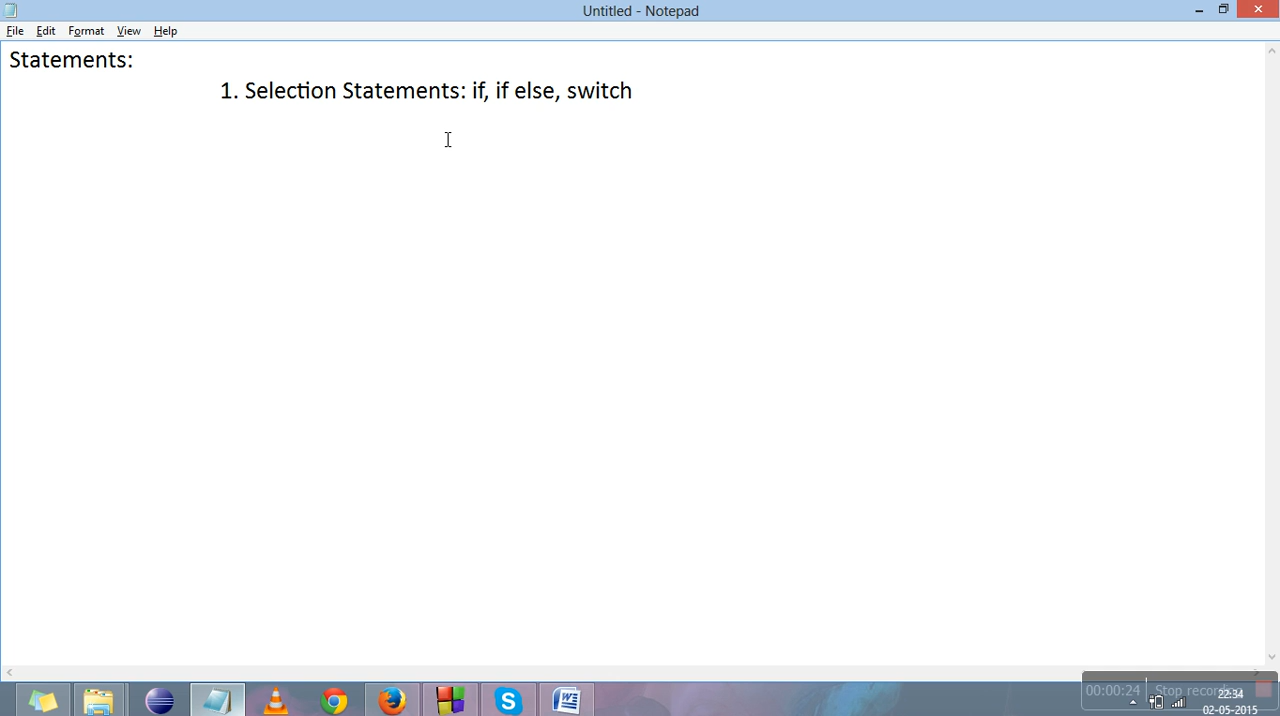 Untitled - Notepad
File Edit Format View Help
Statements:
1. Selection Statements: if, if else, switch
00:00:24 Stop
22:34
02-05-2015